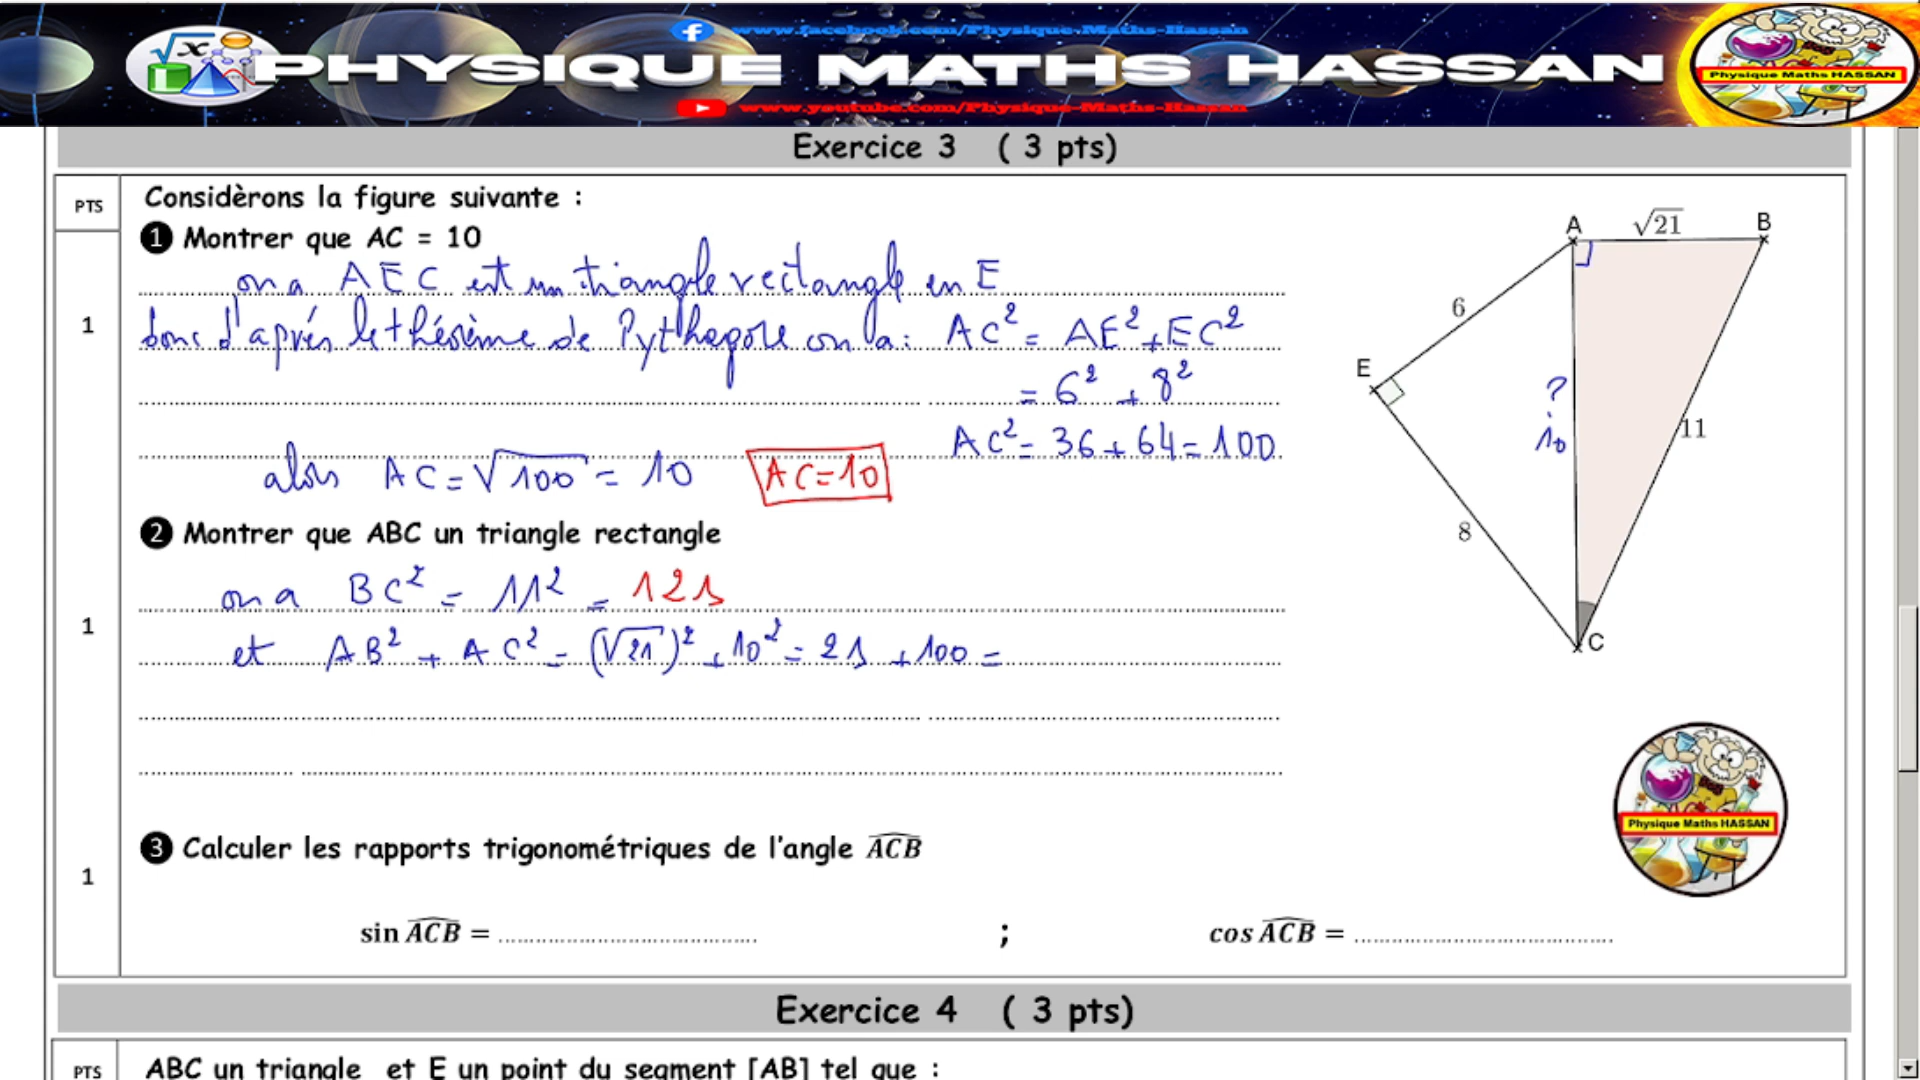 www.facebook.com/Physique-Maths-Hassan
PHYSIQUE MATHS HASSAN
www.youtube.com/Physique-Maths-Hassan
Physique Maths HASSAN
Exercice 3 ( 3 pts)
PTS
Considèrons la figure suivante :
1 Montrer que AC = 10
on a AEC est un triangle rectangle en E
1
donc d'après le théorème de Pythagore on a : AC² = AE² + EC²
= 6² + 8²
AC² = 36 + 64 = 100
alors AC = √100 = 10 AC = 10
2 Montrer que ABC un triangle rectangle
on a BC² = 11² = 121
1
et AB² + AC² = (√21)² + 10² = 21 + 100 =
A √21 B
6
E
?
10
11
8
C
Physique Maths HASSAN
3 Calculer les rapports trigonométriques de l'angle ACB
1
sin ACB = ........................................ ; cos ACB = ........................................
Exercice 4 ( 3 pts)
PTS
ABC un triangle et E un point du segment [AB] tel que :